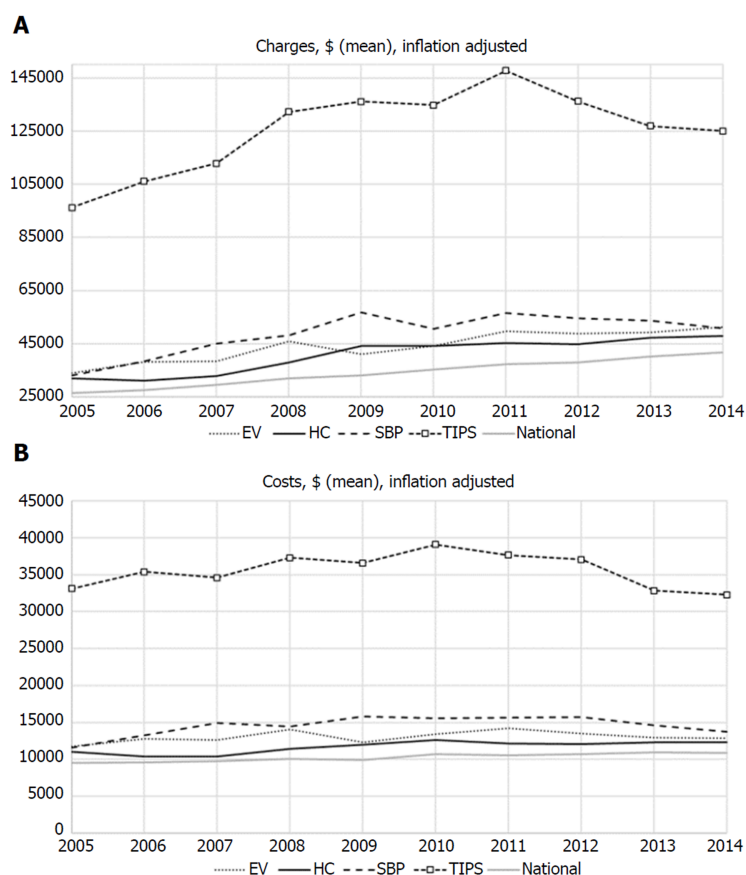 A
Charges, $ (mean), inflation adjusted
145000
125000
105000
85000
65000
45000
25000
2005 2006 2007 2008 2009 2010 2011 2012 2013 2014
EV HC SBP TIPS National
B
Costs, $ (mean), inflation adjusted
45000
40000
35000
30000
25000
20000
15000
10000
5000
0
2005 2006 2007 2008 2009 2010 2011 2012 2013 2014
EV HC SBP TIPS National